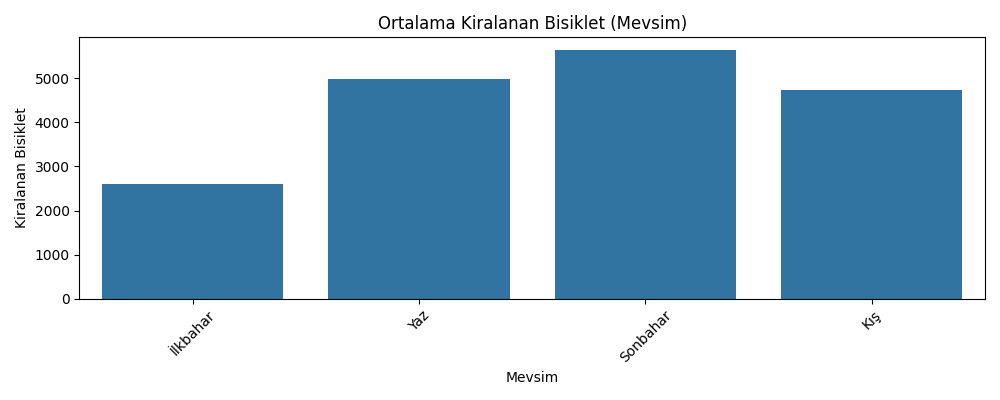 Ortalama Kiralanan Bisiklet (Mevsim)
Kiralanan Bisiklet
5000
4000
3000
2000
1000
0
İlkbahar
Yaz
Sonbahar
Kış
Mevsim